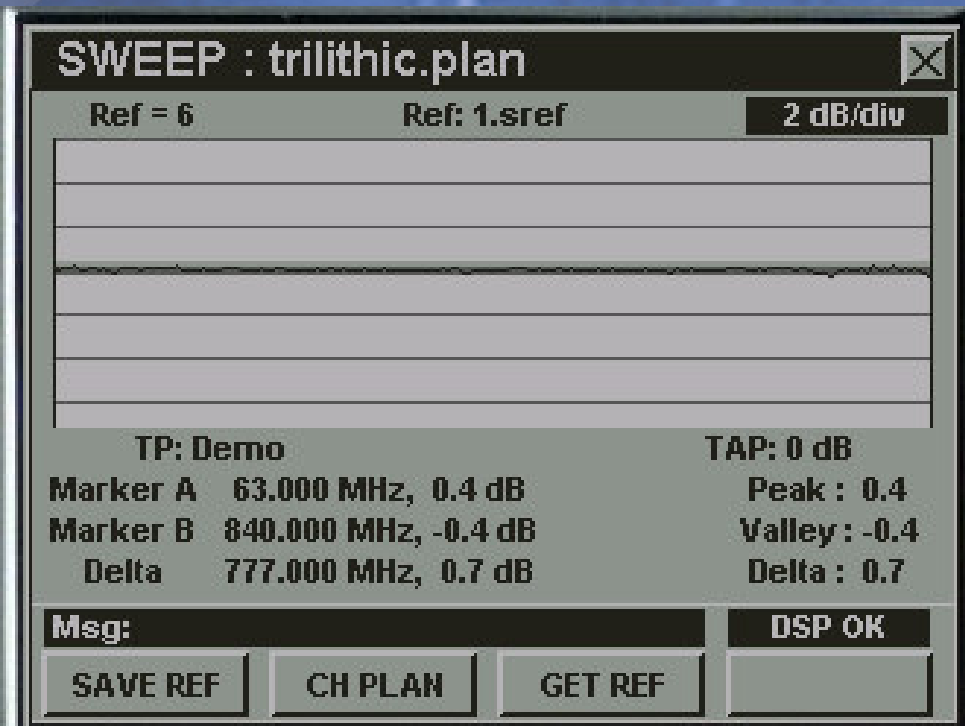 SWEEP : trilithic.plan
Ref = 6 Ref: 1.sref 2 dB/div
TP: Demo TAP: 0 dB
Marker A 63.000 MHz, 0.4 dB Peak : 0.4
Marker B 840.000 MHz, -0.4 dB Valley : -0.4
Delta 777.000 MHz, 0.7 dB Delta : 0.7
Msg: DSP OK
SAVE REF CH PLAN GET REF